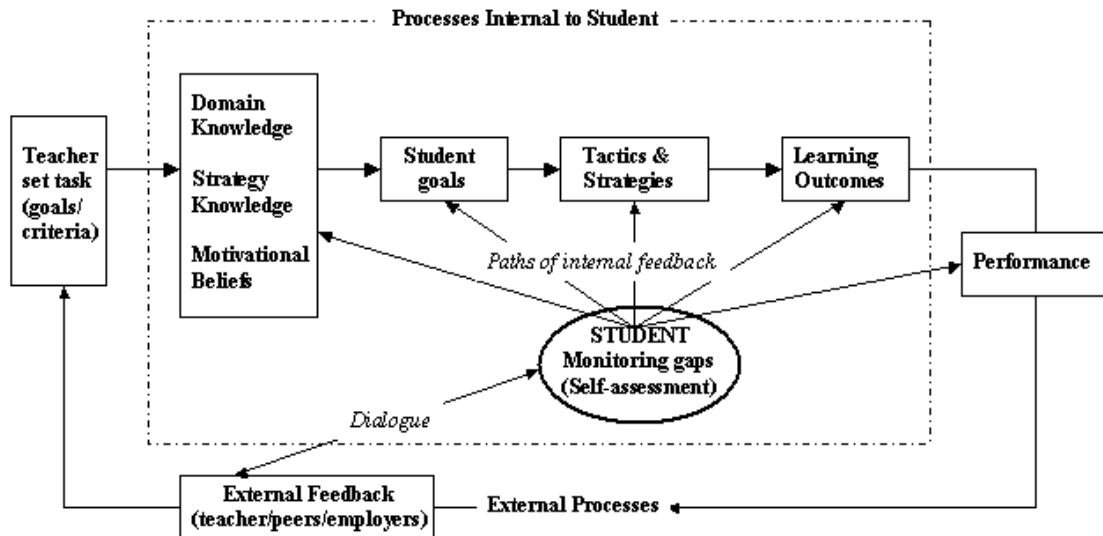 Processes Internal to Student
Teacher
set task
(goals/
criteria)
Domain
Knowledge
Strategy
Knowledge
Motivational
Beliefs
Student
goals
Tactics &
Strategies
Learning
Outcomes
Performance
Paths of internal feedback
STUDENT
Monitoring gaps
(Self-assessment)
Dialogue
External Feedback
(teacher/peers/employers)
External Processes